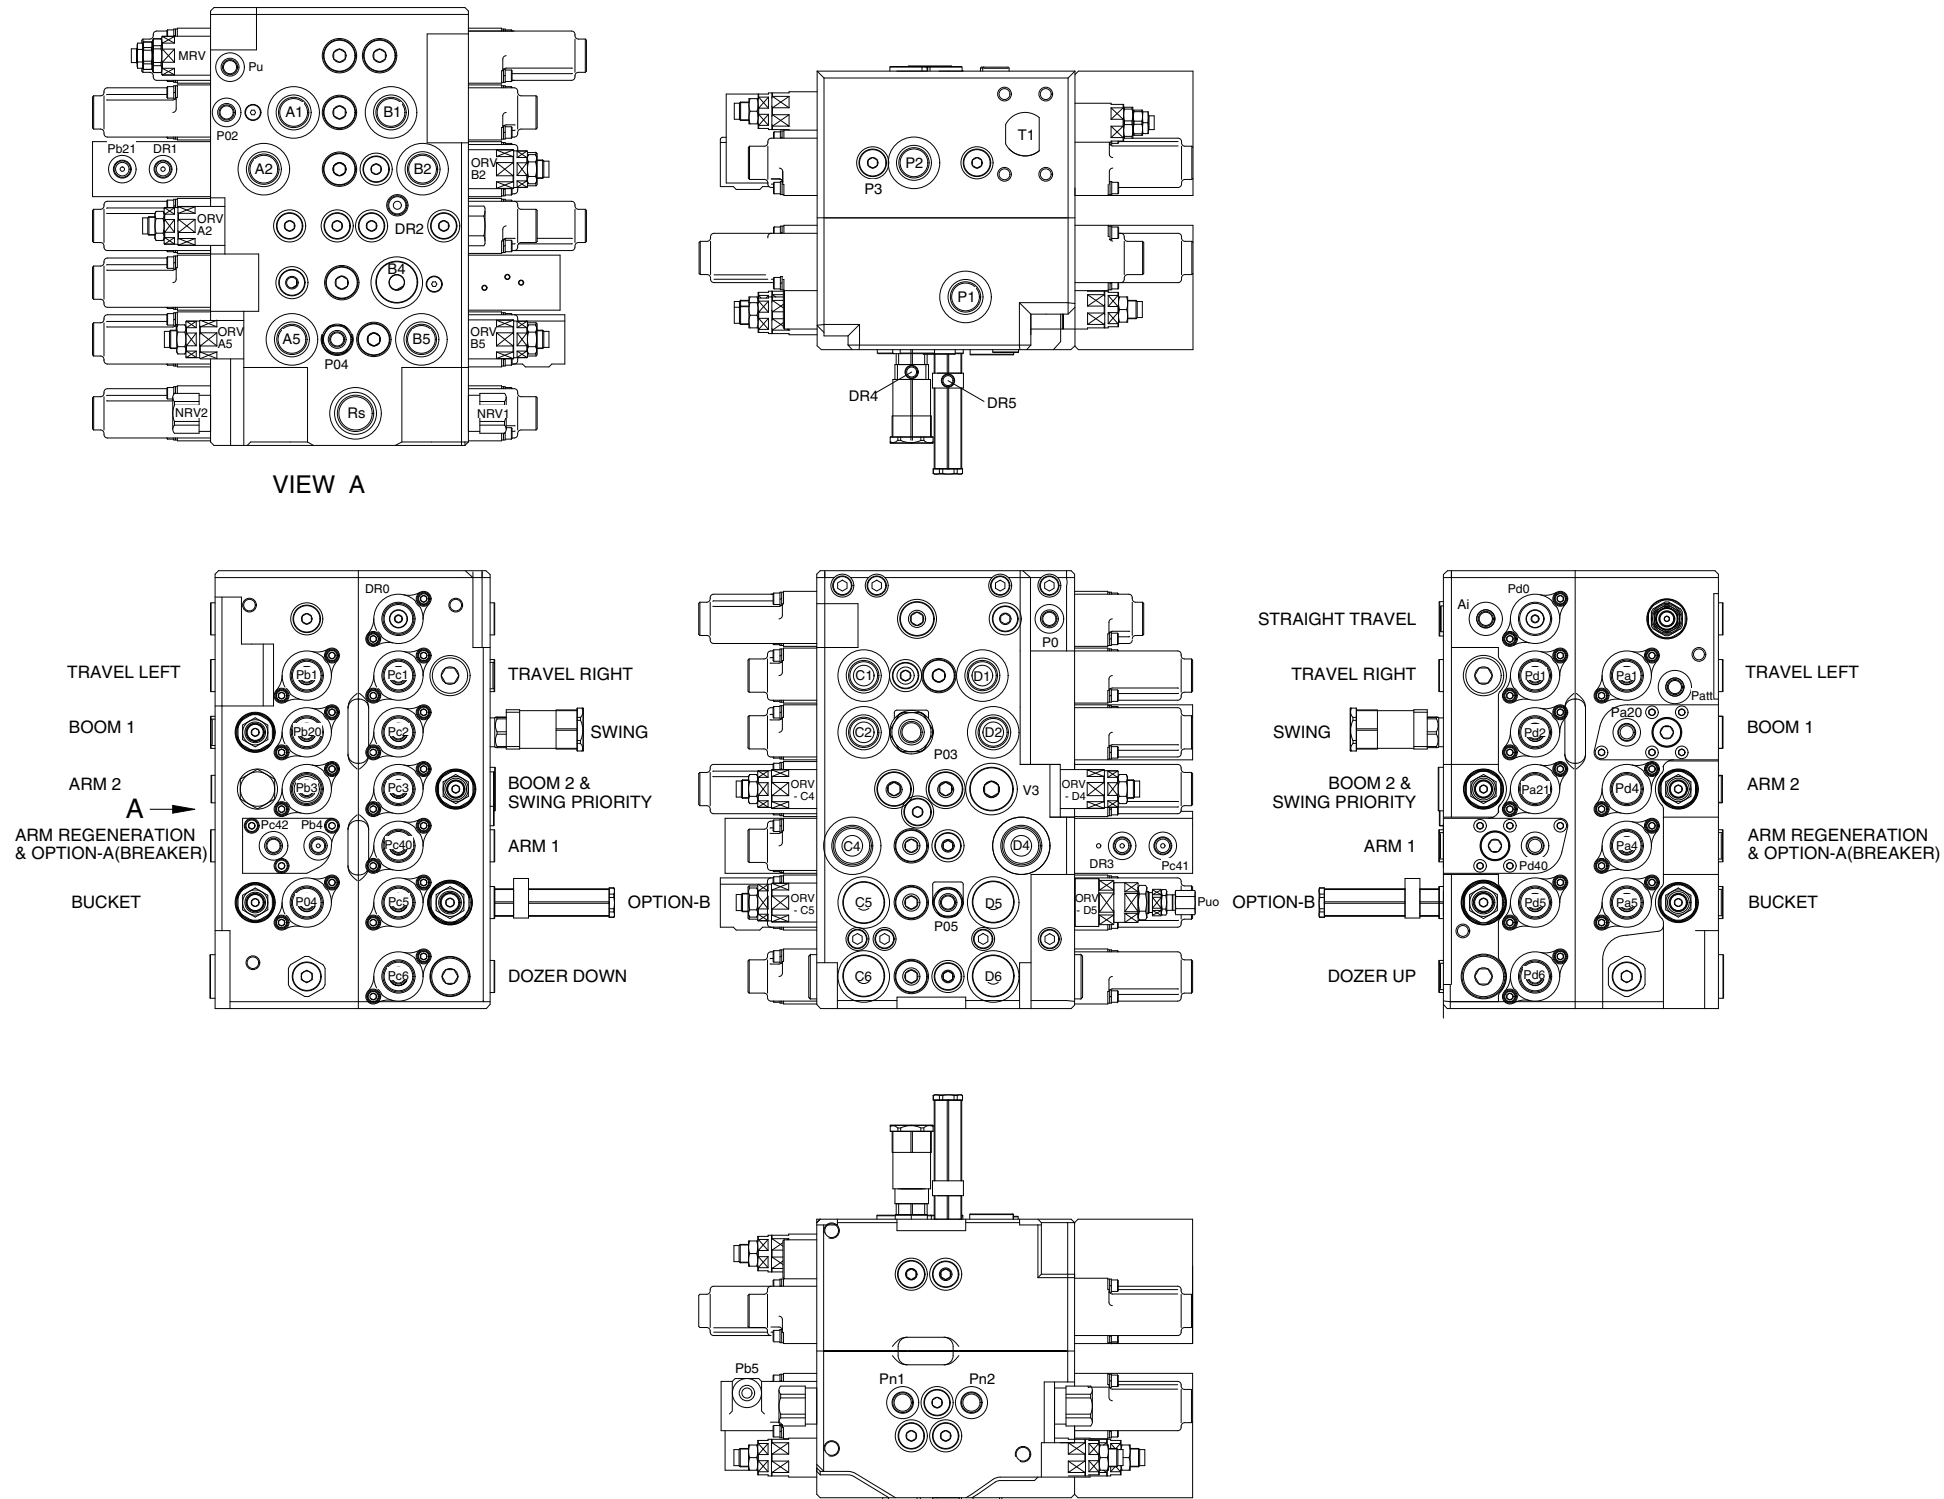 MRV
Pu
A1
B1
P02
Pb21
DR1
A2
B2
ORV
B2
ORV
A2
DR2
B4
ORV
A5
A5
B5
ORV
B5
P04
NRV2
Rs
NRV1
VIEW A
T1
P2
P3
P1
DR4
DR5
DR0
TRAVEL LEFT
Pb1
Pc1
TRAVEL RIGHT
BOOM 1
Pb20
Pc2
SWING
ARM 2
Pb3
Pc3
BOOM 2 &
SWING PRIORITY
A
ARM REGENERATION
& OPTION-A(BREAKER)
Pc42
Pb4
Pc40
ARM 1
BUCKET
P04
Pc5
OPTION-B
Pc6
DOZER DOWN
P0
C1
D1
C2
D2
P03
ORV
- C4
V3
ORV
- D4
C4
D4
DR3
Pc41
ORV
- C5
C5
D5
ORV
- D5
Puo
P05
C6
D6
STRAIGHT TRAVEL
Ai
Pd0
TRAVEL RIGHT
Pd1
Pa1
TRAVEL LEFT
Patt
SWING
Pd2
Pa20
BOOM 1
BOOM 2 &
SWING PRIORITY
Pa21
Pd4
ARM 2
ARM 1
Pd40
Pa4
ARM REGENERATION
& OPTION-A(BREAKER)
OPTION-B
Pd5
Pa5
BUCKET
DOZER UP
Pd6
Pb5
Pn1
Pn2